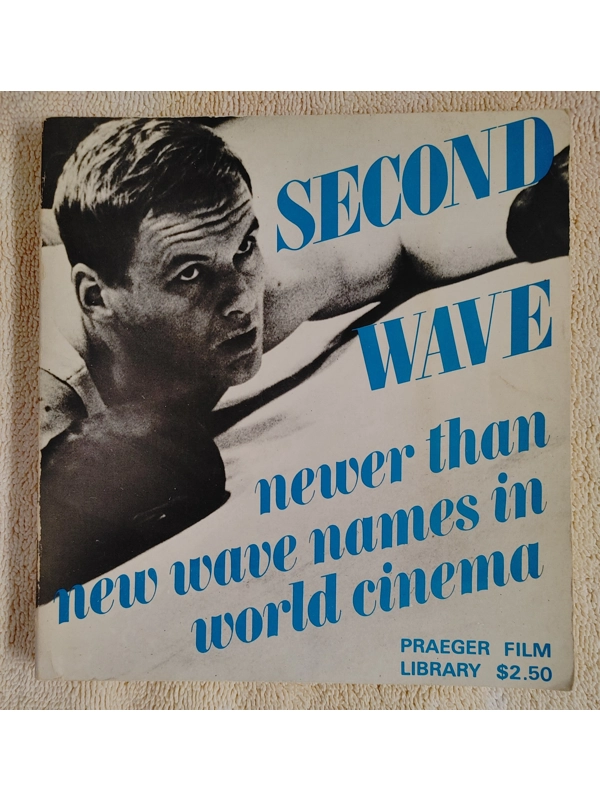 SECOND
WAVE
newer than
new wave names in
world cinema
PRAEGER FILM
LIBRARY $2.50